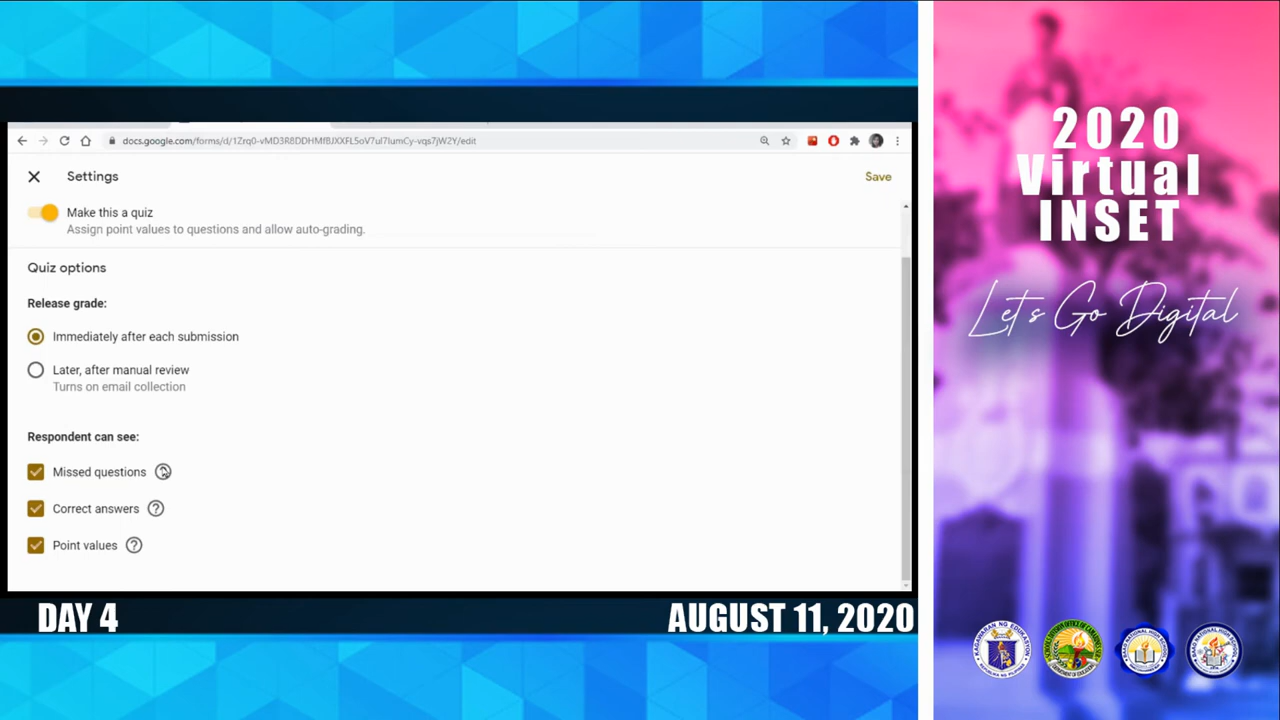 docs.google.com/forms/d/1Zrq0-vMD3R8DDHMfBJXXFL5oV7ul7IumCy-vqs7jW2Y/edit
Settings
Save
Make this a quiz
Assign point values to questions and allow auto-grading.
Quiz options
Release grade:
Immediately after each submission
Later, after manual review
Turns on email collection
Respondent can see:
Missed questions
Correct answers
Point values
DAY 4
AUGUST 11, 2020
2020
Virtual
INSET
Let's Go Digital